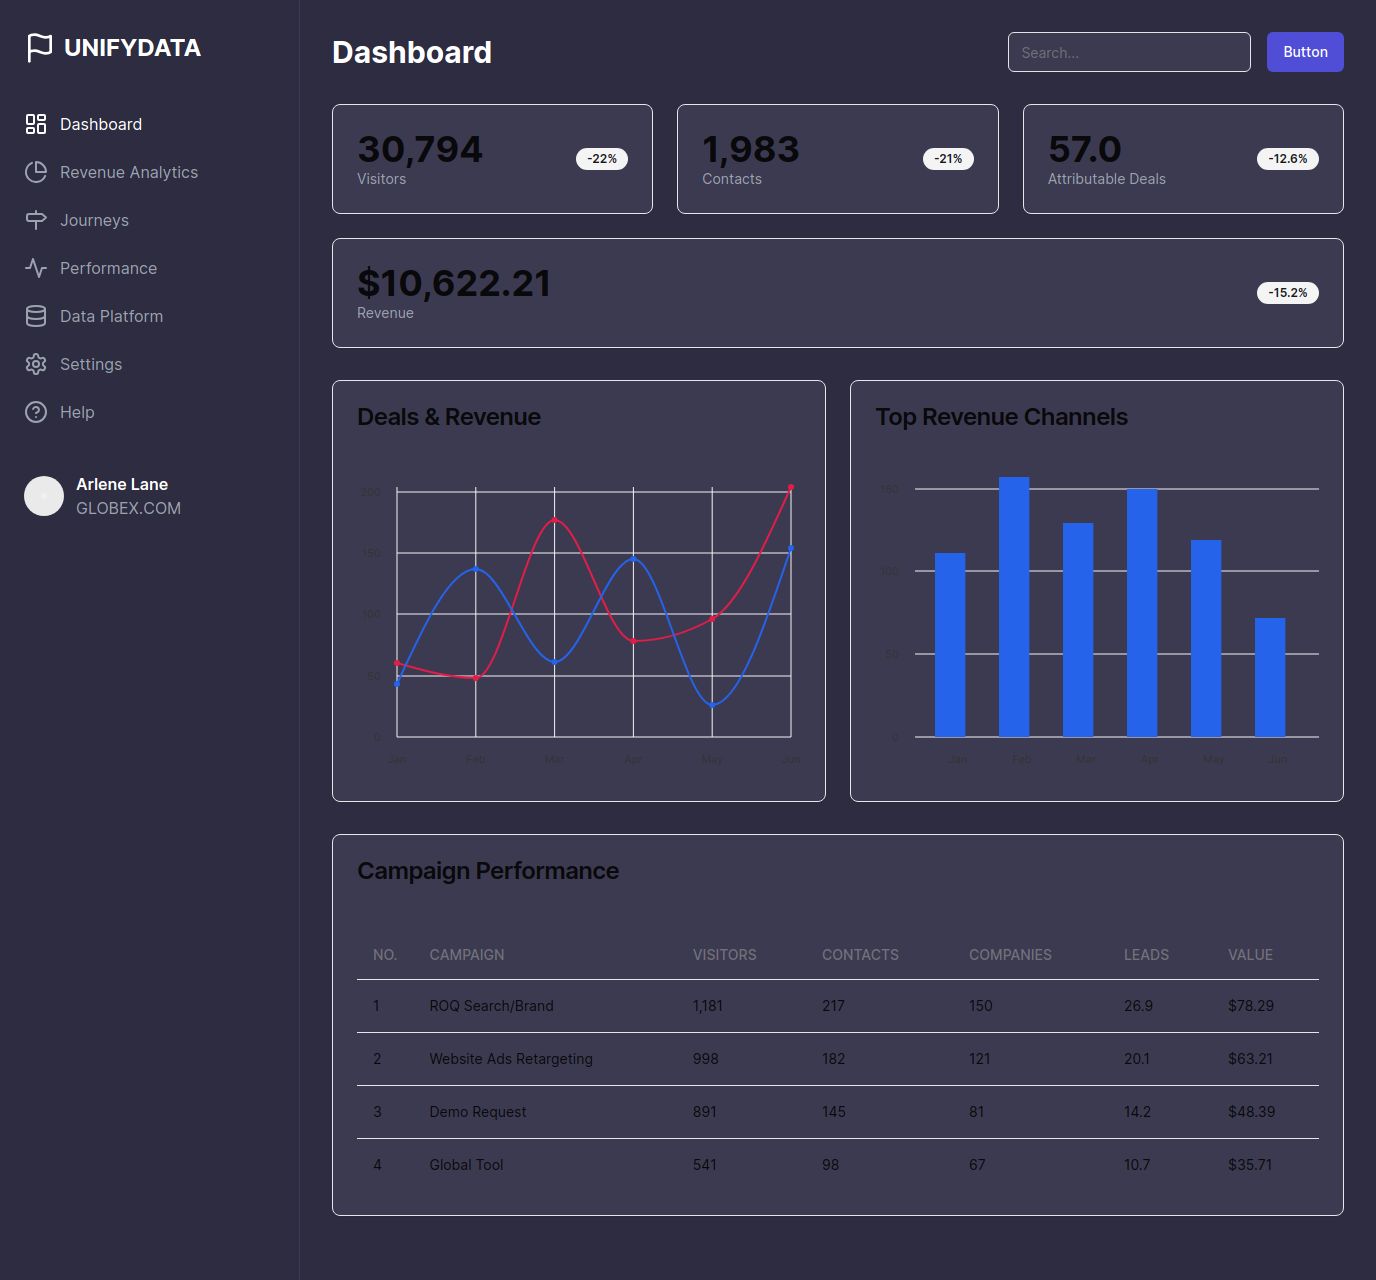 UNIFYDATA
Dashboard
Revenue Analytics
Journeys
Performance
Data Platform
Settings
Help
Arlene Lane
GLOBEX.COM
Dashboard
Search...
Button
30,794
Visitors
-22%
1,983
Contacts
-21%
57.0
Attributable Deals
-12.6%
$10,622.21
Revenue
-15.2%
Deals & Revenue
200
150
100
50
0
Jan Feb Mar Apr May Jun
Top Revenue Channels
150
100
50
0
Jan Feb Mar Apr May Jun
Campaign Performance
NO. CAMPAIGN VISITORS CONTACTS COMPANIES LEADS VALUE
1 ROQ Search/Brand 1,181 217 150 26.9 $78.29
2 Website Ads Retargeting 998 182 121 20.1 $63.21
3 Demo Request 891 145 81 14.2 $48.39
4 Global Tool 541 98 67 10.7 $35.71